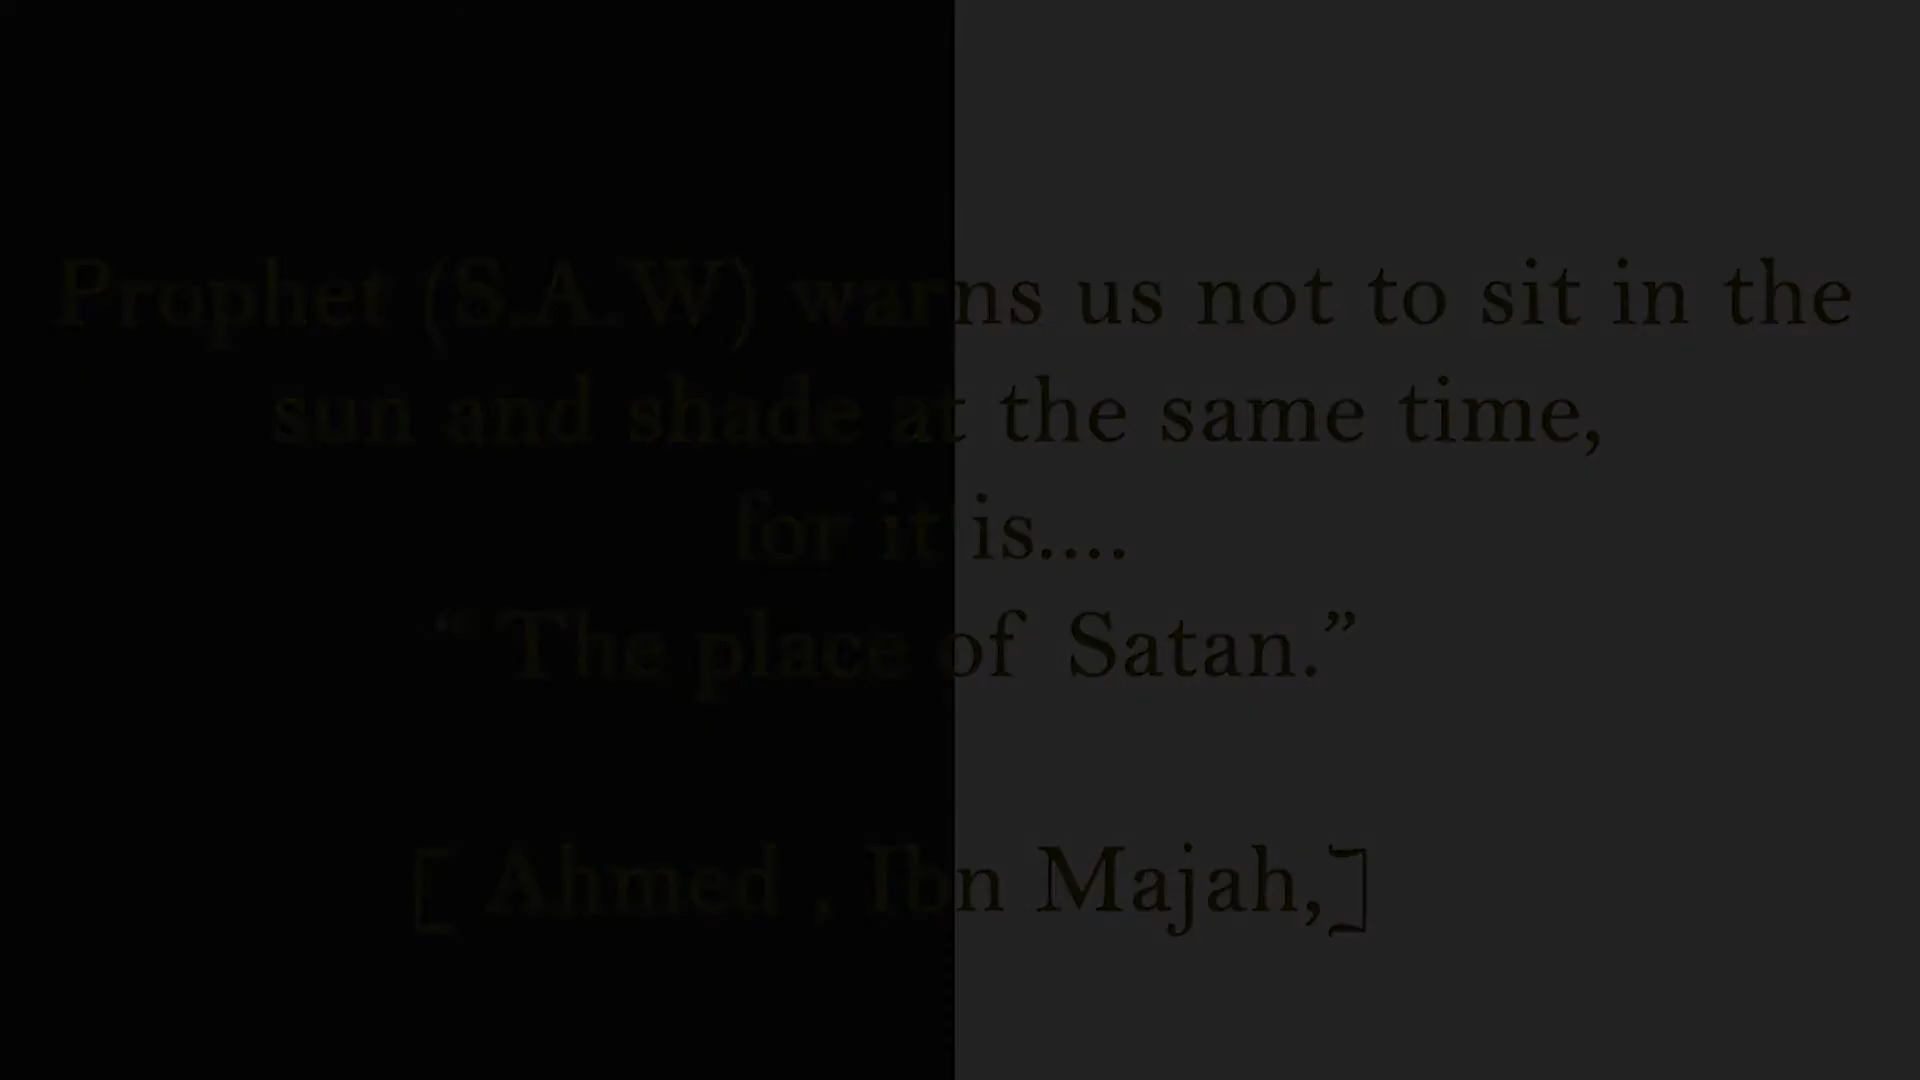 Prophet (S.A.W) warns us not to sit in the
sun and shade at the same time,
for it is....
“ The place of Satan.”
[ Ahmed , Ibn Majah,]